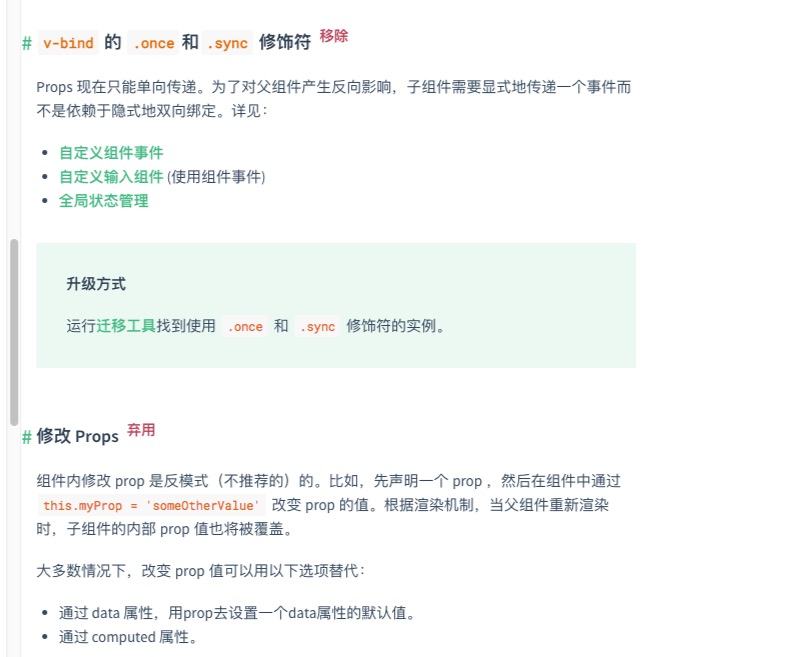 # v-bind 的 .once 和 .sync 修饰符 移除
Props 现在只能单向传递。为了对父组件产生反向影响，子组件需要显式地传递一个事件而
不是依赖于隐式地双向绑定。详见：
• 自定义组件事件
• 自定义输入组件 (使用组件事件)
• 全局状态管理
升级方式
运行迁移工具找到使用 .once 和 .sync 修饰符的实例。
# 修改 Props 弃用
组件内修改 prop 是反模式（不推荐的）的。比如，先声明一个 prop ，然后在组件中通过
this.myProp = 'someOtherValue' 改变 prop 的值。根据渲染机制，当父组件重新渲染
时，子组件的内部 prop 值也将被覆盖。
大多数情况下，改变 prop 值可以用以下选项替代：
• 通过 data 属性，用prop去设置一个data属性的默认值。
• 通过 computed 属性。